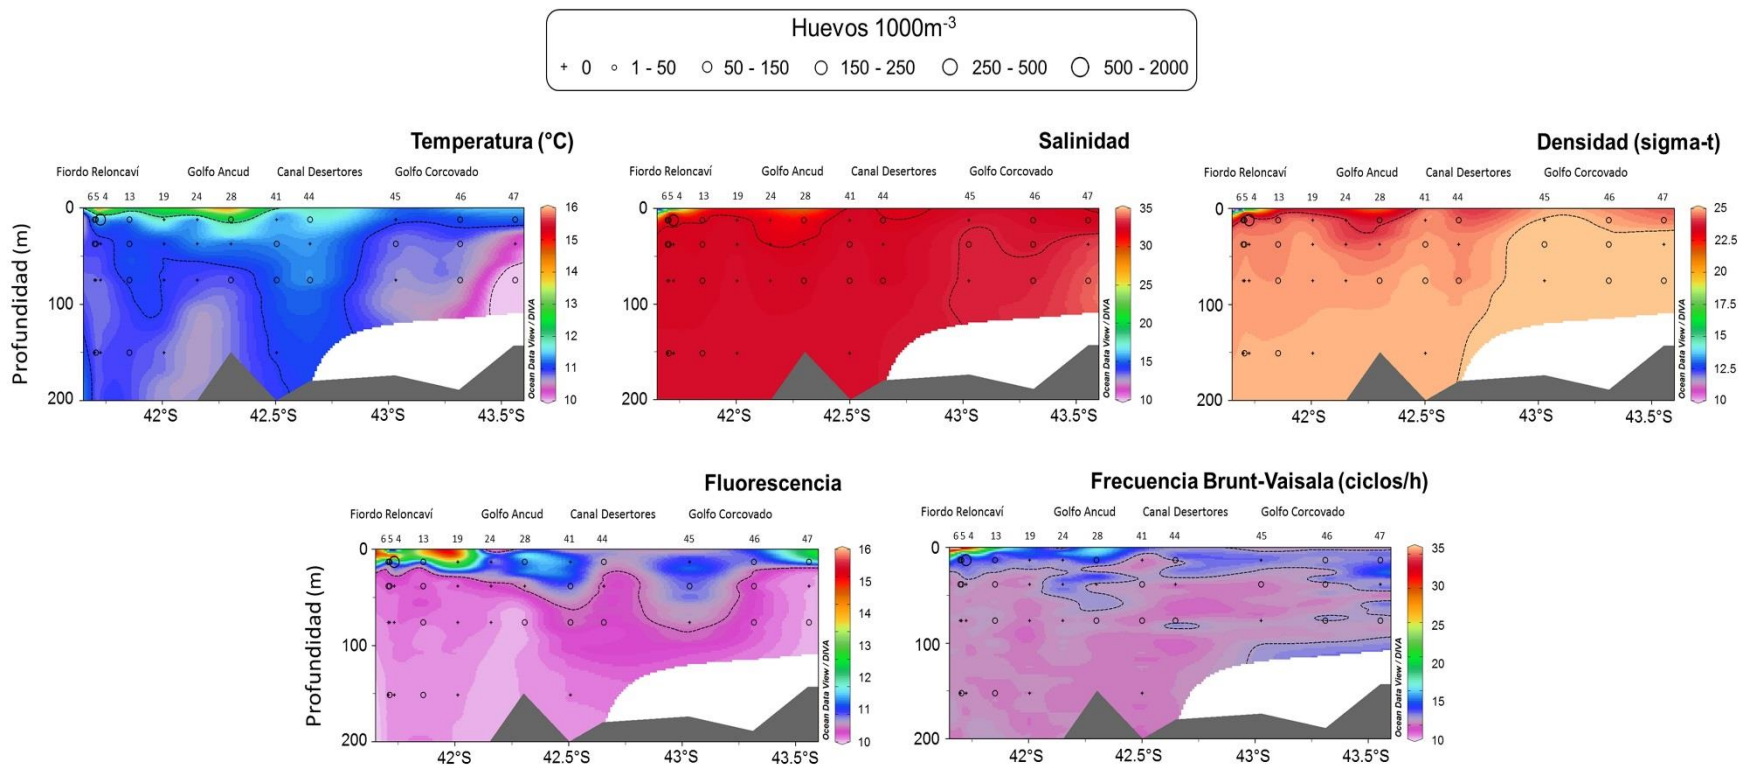 Huevos 1000m⁻³
0 1 - 50 50 - 150 150 - 250 250 - 500 500 - 2000
Temperatura (°C)
Fiordo Reloncaví Golfo Ancud Canal Desertores Golfo Corcovado
65 4 13 19 24 28 41 44 45 46 47
Profundidad (m)
0
100
200
42°S 42.5°S 43°S 43.5°S
16
15
14
13
12
11
10
Ocean Data View / DIVA
Salinidad
Fiordo Reloncaví Golfo Ancud Canal Desertores Golfo Corcovado
65 4 13 19 24 28 41 44 45 46 47
0
100
200
42°S 42.5°S 43°S 43.5°S
35
30
25
20
15
10
Ocean Data View / DIVA
Densidad (sigma-t)
Fiordo Reloncaví Golfo Ancud Canal Desertores Golfo Corcovado
65 4 13 19 24 28 41 44 45 46 47
0
100
200
42°S 42.5°S 43°S 43.5°S
25
22.5
20
17.5
15
12.5
10
Ocean Data View / DIVA
Fluorescencia
Fiordo Reloncaví Golfo Ancud Canal Desertores Golfo Corcovado
65 4 13 19 24 28 41 44 45 46 47
Profundidad (m)
0
100
200
42°S 42.5°S 43°S 43.5°S
16
15
14
13
12
11
10
Ocean Data View / DIVA
Frecuencia Brunt-Vaisala (ciclos/h)
Fiordo Reloncaví Golfo Ancud Canal Desertores Golfo Corcovado
65 4 13 19 24 28 41 44 45 46 47
0
100
200
42°S 42.5°S 43°S 43.5°S
35
30
25
20
15
10
Ocean Data View / DIVA